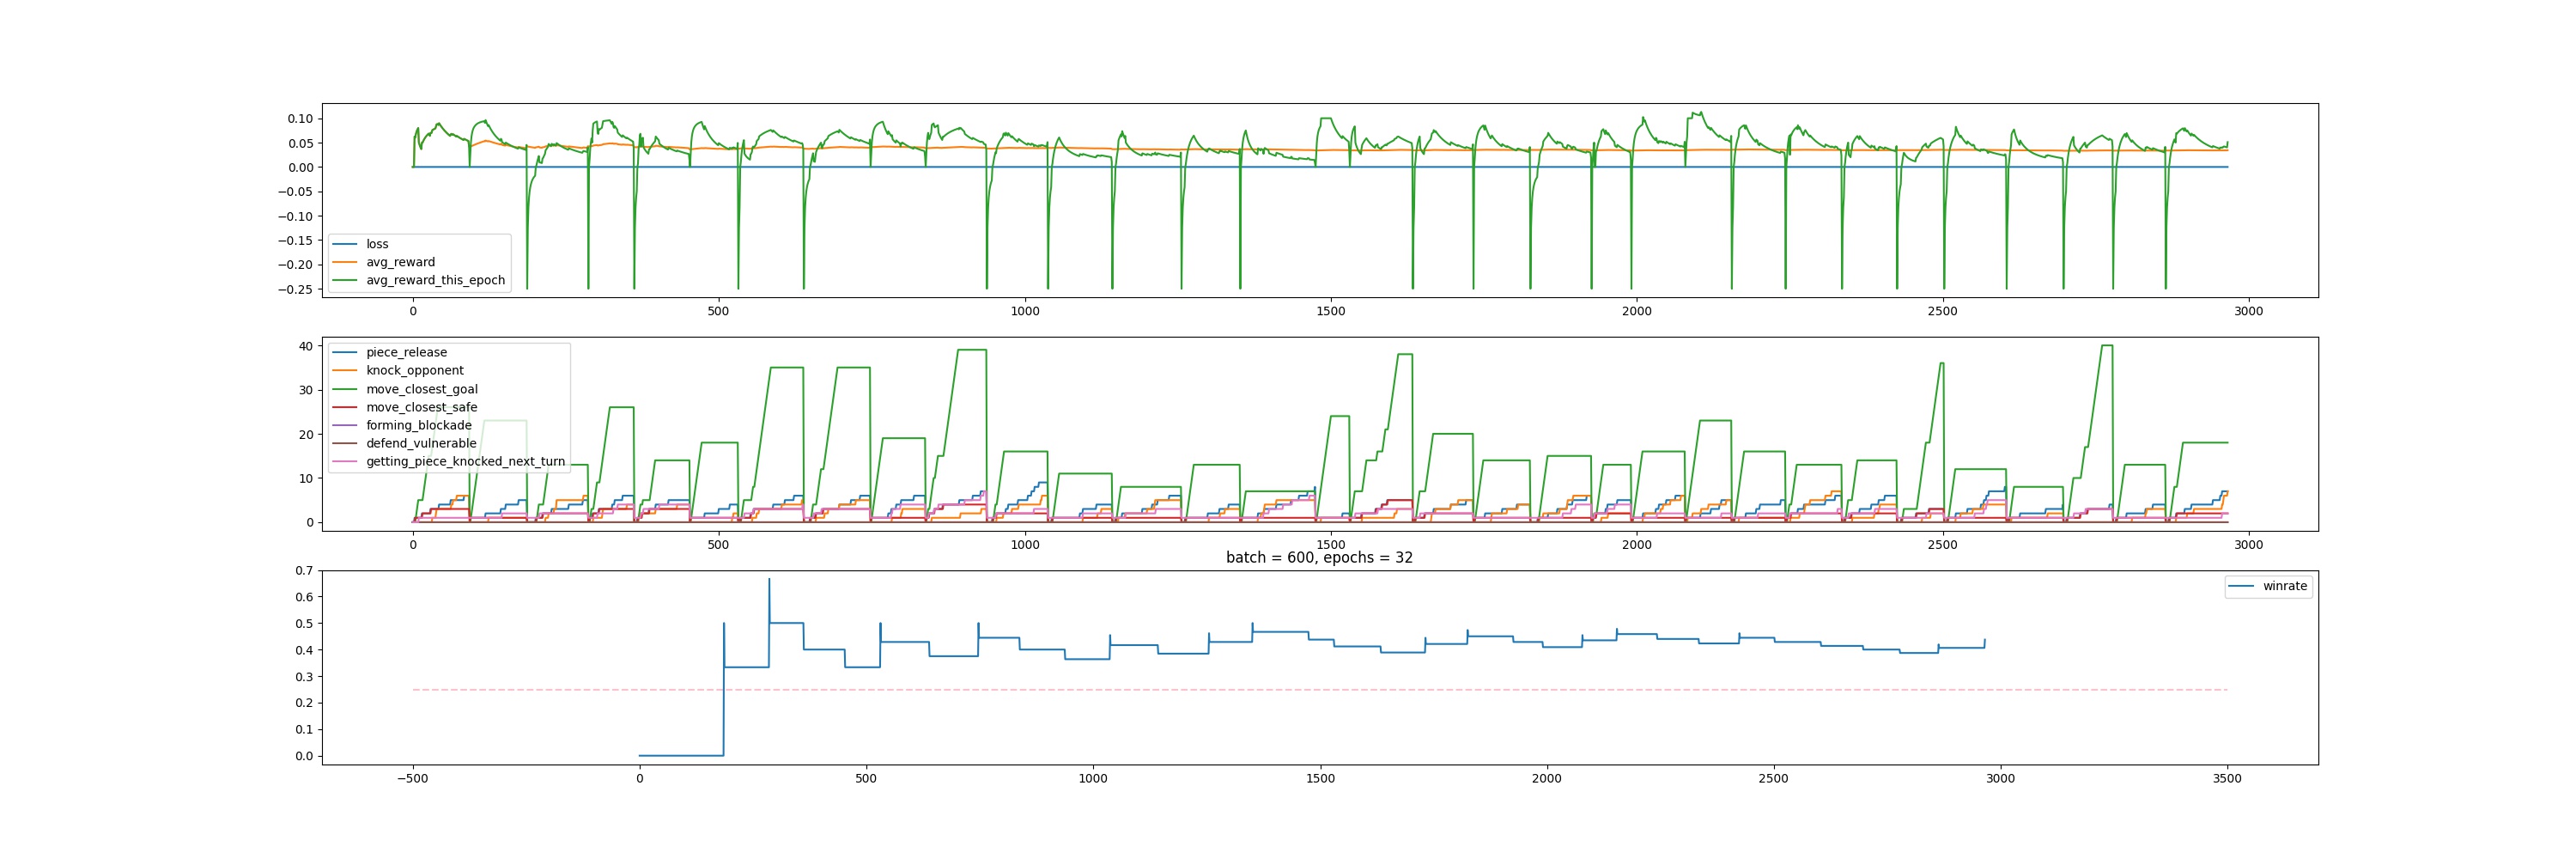 0.10
0.05
0.00
−0.05
−0.10
−0.15
−0.20
−0.25
loss
avg_reward
avg_reward_this_epoch
0 500 1000 1500 2000 2500 3000
40
30
20
10
0
piece_release
knock_opponent
move_closest_goal
move_closest_safe
forming_blockade
defend_vulnerable
getting_piece_knocked_next_turn
0 500 1000 1500 2000 2500 3000
batch = 600, epochs = 32
0.7
0.6
0.5
0.4
0.3
0.2
0.1
0.0
winrate
−500 0 500 1000 1500 2000 2500 3000 3500